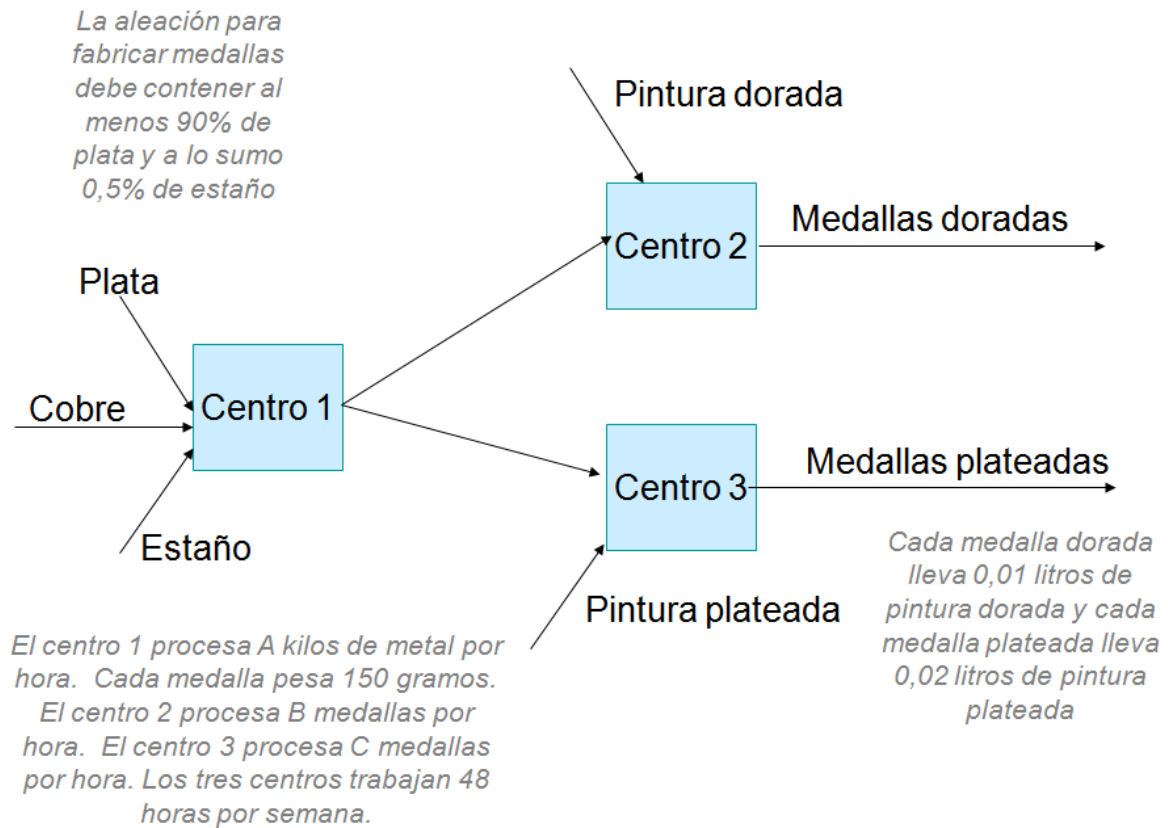 La aleación para
fabricar medallas
debe contener al
menos 90% de
plata y a lo sumo
0,5% de estaño
Pintura dorada
Centro 2
Medallas doradas
Plata
Cobre
Centro 1
Estaño
Centro 3
Medallas plateadas
Pintura plateada
Cada medalla dorada
lleva 0,01 litros de
pintura dorada y cada
medalla plateada lleva
0,02 litros de pintura
plateada
El centro 1 procesa A kilos de metal por
hora. Cada medalla pesa 150 gramos.
El centro 2 procesa B medallas por
hora. El centro 3 procesa C medallas
por hora. Los tres centros trabajan 48
horas por semana.